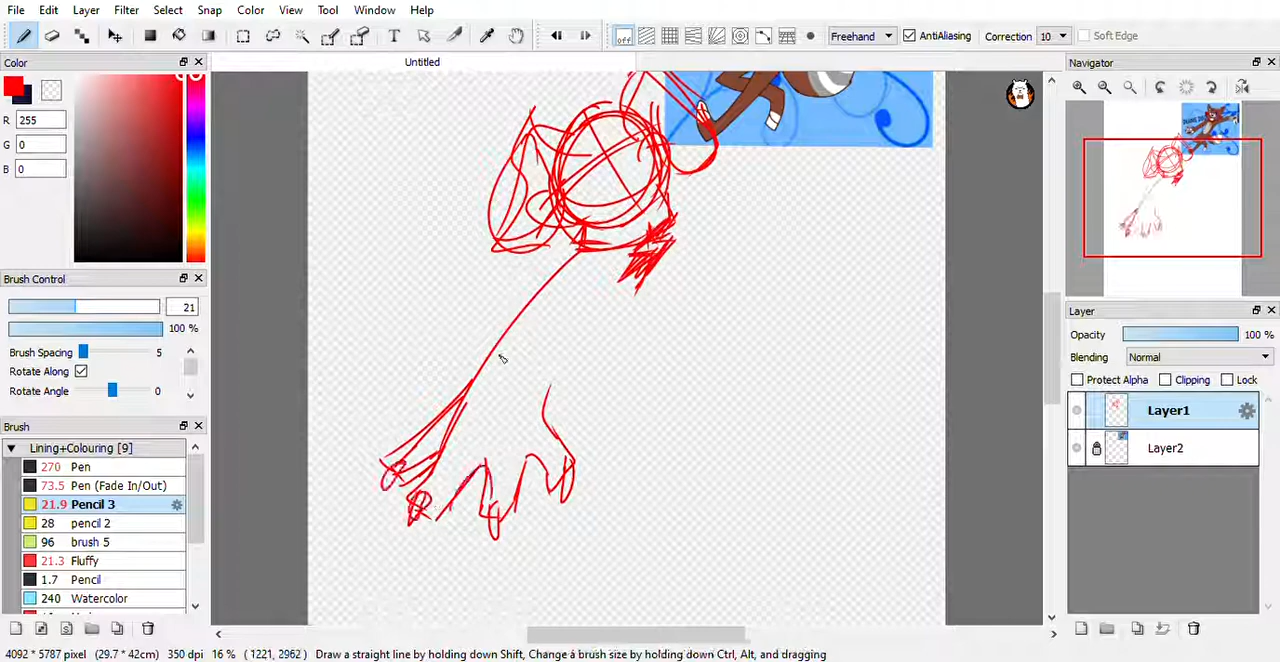 File Edit Layer Filter Select Snap Color View Tool Window Help
off Freehand AntiAliasing Correction 10 Soft Edge
Color
R 255
G 0
B 0
Untitled
Navigator
Brush Control
21
100 %
Brush Spacing 5
Rotate Along
Rotate Angle 0
Brush
Lining+Colouring [9]
270 Pen
73.5 Pen (Fade In/Out)
21.9 Pencil 3
28 pencil 2
96 brush 5
21.3 Fluffy
1.7 Pencil
240 Watercolor
Layer
Opacity 100 %
Blending Normal
Protect Alpha Clipping Lock
Layer1
Layer2
4092 * 5787 pixel (29.7 * 42cm) 350 dpi 16 % ( 1221, 2962 ) Draw a straight line by holding down Shift, Change a brush size by holding down Ctrl, Alt, and dragging